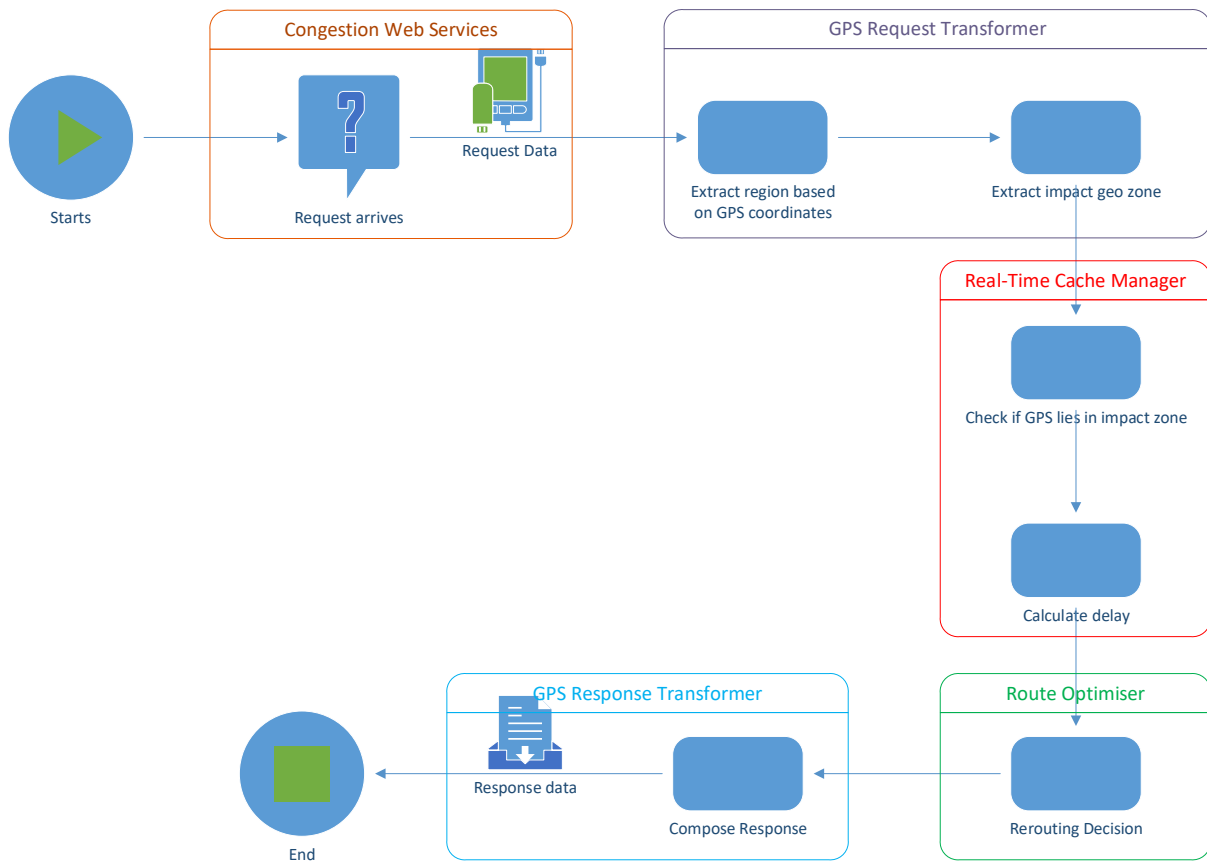 Congestion Web Services
GPS Request Transformer
Request Data
Extract region based
on GPS coordinates
Extract impact geo zone
Starts
Request arrives
Real-Time Cache Manager
Check if GPS lies in impact zone
Calculate delay
GPS Response Transformer
Route Optimiser
Response data
Compose Response
Rerouting Decision
End